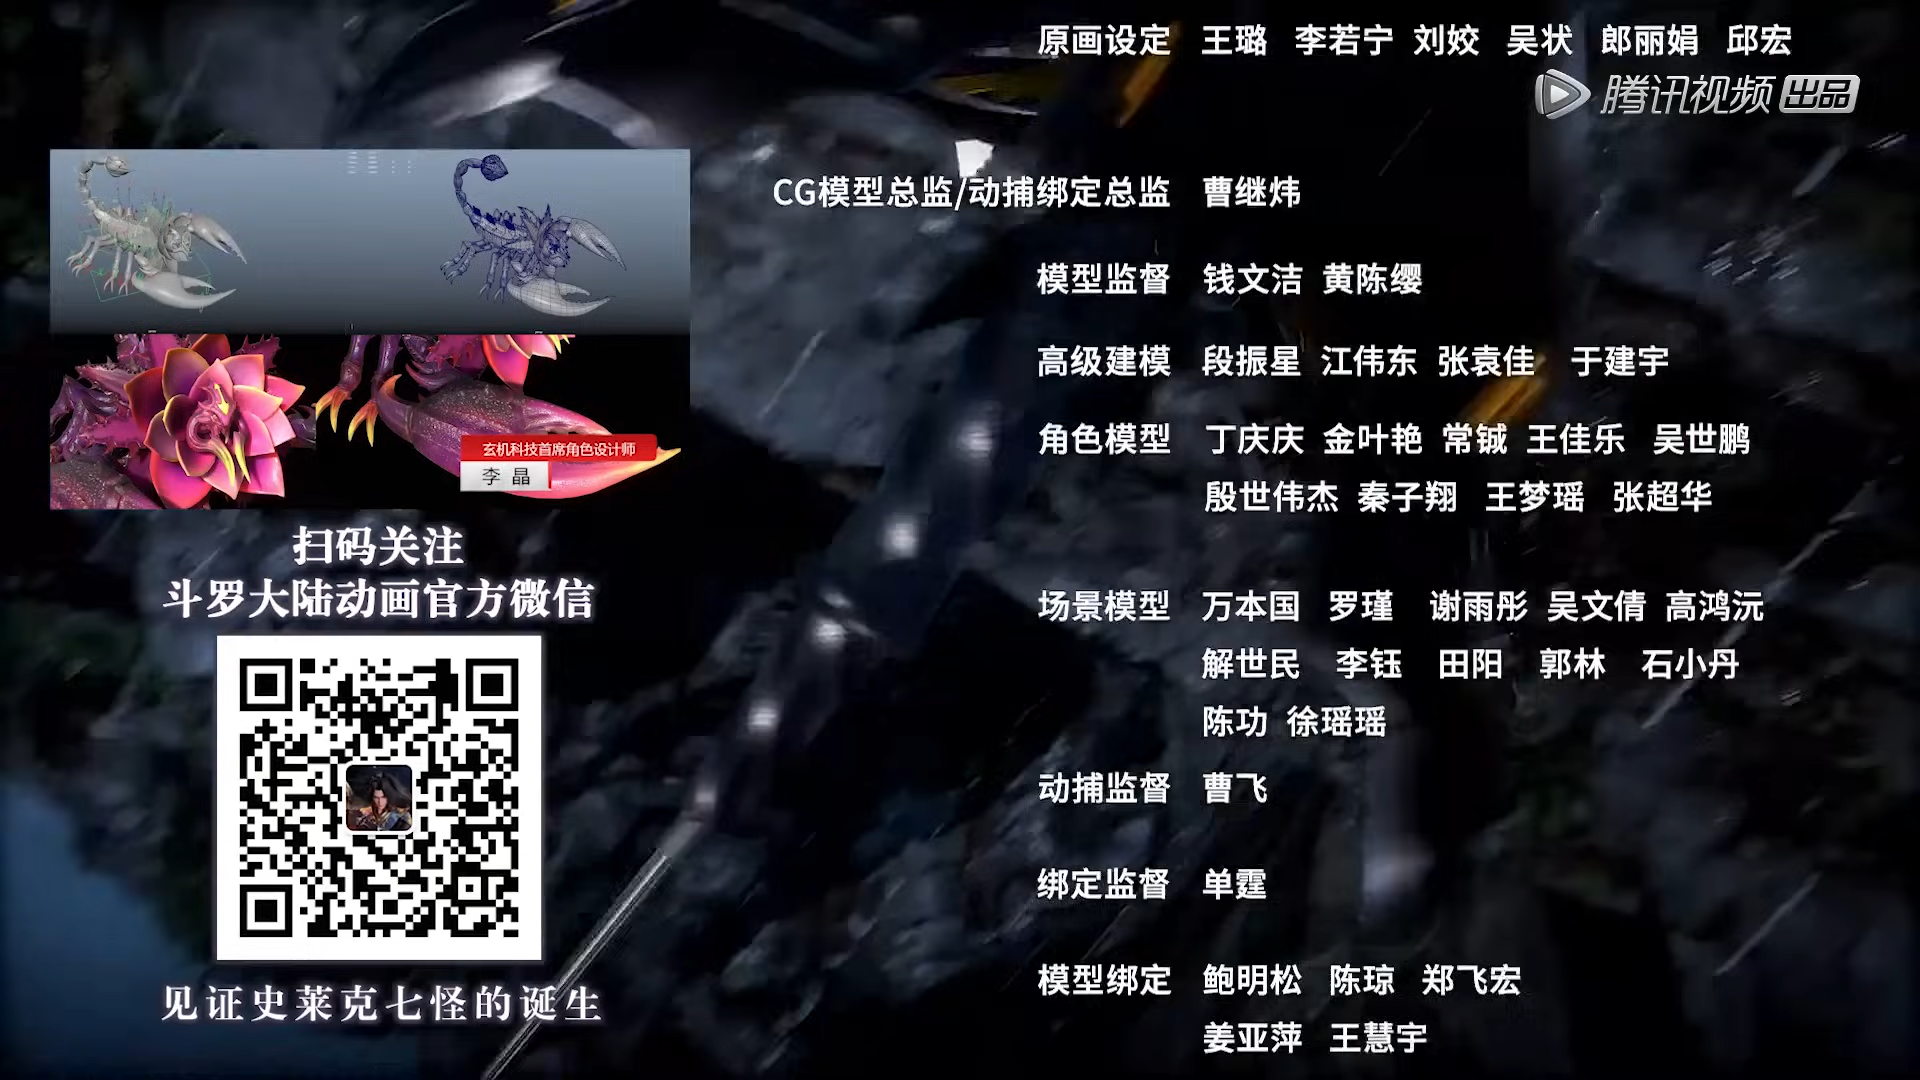 原画设定 王璐 李若宁 刘姣 吴状 郎丽娟 邱宏
腾讯视频 出品
CG模型总监/动捕绑定总监 曹继炜
模型监督 钱文洁 黄陈缨
高级建模 段振星 江伟东 张袁佳 于建宇
角色模型 丁庆庆 金叶艳 常铖 王佳乐 吴世鹏
殷世伟杰 秦子翔 王梦瑶 张超华
场景模型 万本国 罗瑾 谢雨彤 吴文倩 高鸿沅
解世民 李钰 田阳 郭林 石小丹
陈功 徐瑶瑶
动捕监督 曹飞
绑定监督 单霆
模型绑定 鲍明松 陈琼 郑飞宏
姜亚萍 王慧宇
玄机科技首席角色设计师
李晶
扫码关注
斗罗大陆动画官方微信
见证史莱克七怪的诞生